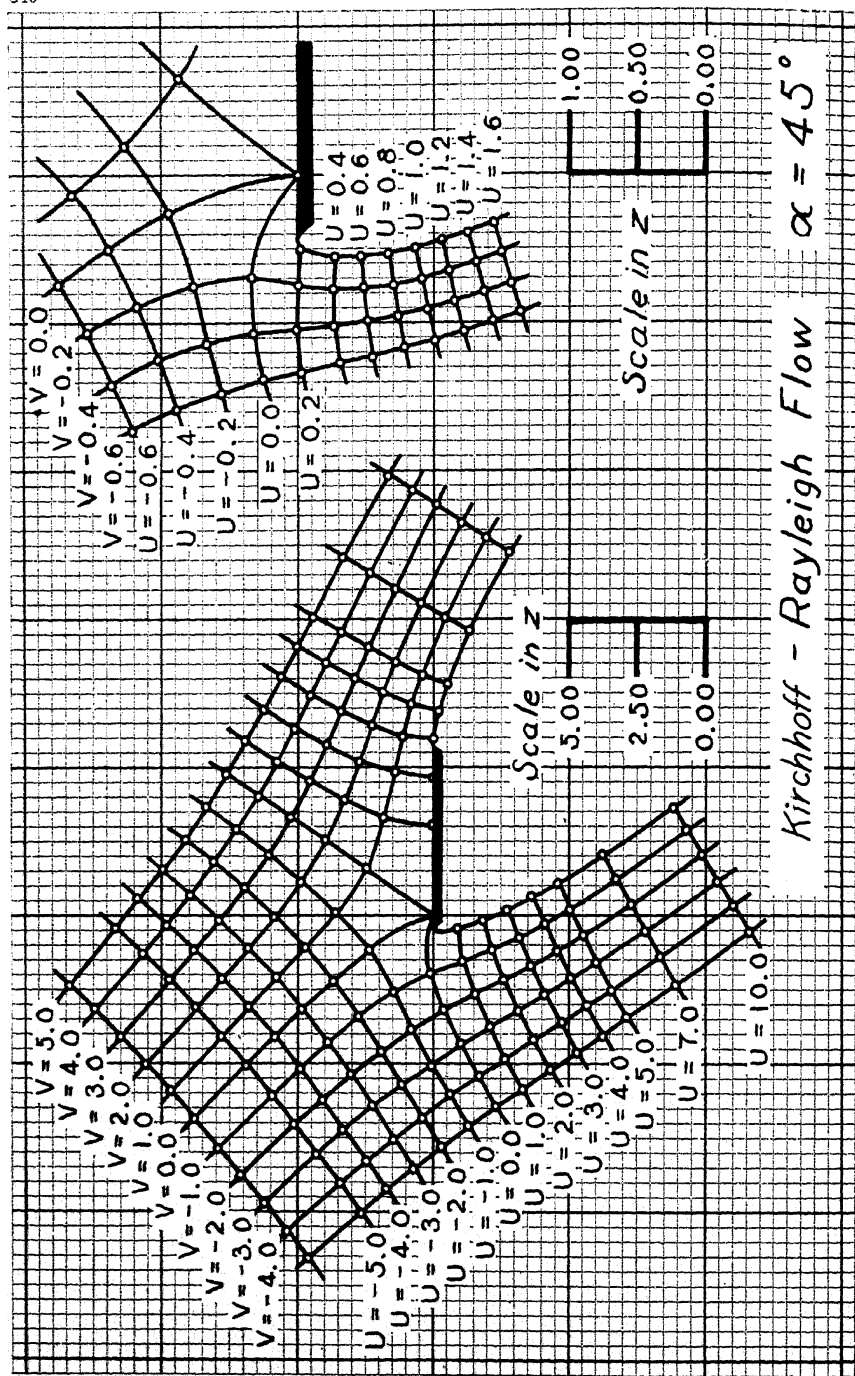 V = 5.0
V = 4.0
V = 3.0
V = 2.0
V = 1.0
V = 0.0
V = -1.0
V = -2.0
V = -3.0
V = -4.0
U = -5.0
U = -4.0
U = -3.0
U = -2.0
U = -1.0
U = 0.0
U = 1.0
U = 2.0
U = 3.0
U = 4.0
U = 5.0
U = 7.0
U = 10.0
V = 0.0
V = -0.2
V = -0.4
V = -0.6
U = -0.6
U = -0.4
U = -0.2
U = 0.0
U = 0.2
U = 0.4
U = 0.6
U = 0.8
U = 1.0
U = 1.2
U = 1.4
U = 1.6
Scale in z
5.00
2.50
0.00
Scale in z
1.00
0.50
0.00
Kirchhoff - Rayleigh Flow α = 45°